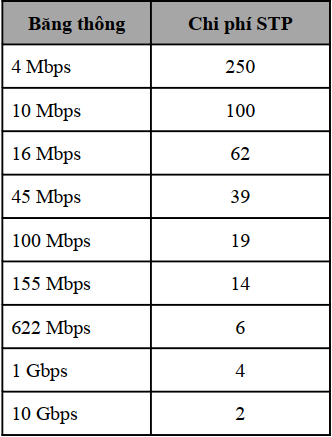 Băng thông Chi phí STP
4 Mbps 250
10 Mbps 100
16 Mbps 62
45 Mbps 39
100 Mbps 19
155 Mbps 14
622 Mbps 6
1 Gbps 4
10 Gbps 2